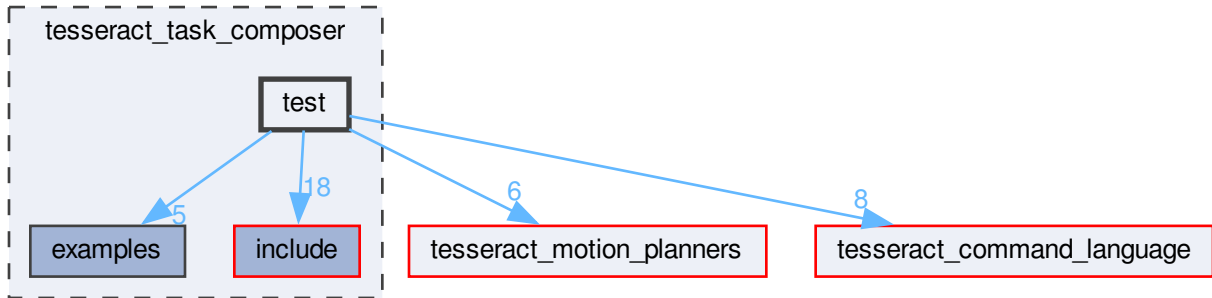 tesseract_task_composer
test
5
18
6
8
examples
include
tesseract_motion_planners
tesseract_command_language